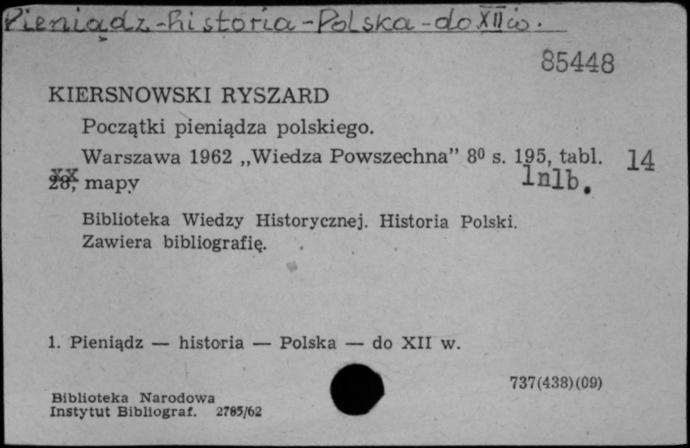 Pieniądz-historia-Polska-do XII w.
85448
KIERSNOWSKI RYSZARD
Początki pieniądza polskiego.
Warszawa 1962 „Wiedza Powszechna” 8⁰ s. 195, tabl. 14
28, mapy 1nlb.
Biblioteka Wiedzy Historycznej. Historia Polski.
Zawiera bibliografię.
1. Pieniądz — historia — Polska — do XII w.
737(438)(09)
Biblioteka Narodowa
Instytut Bibliograf. 2785/62